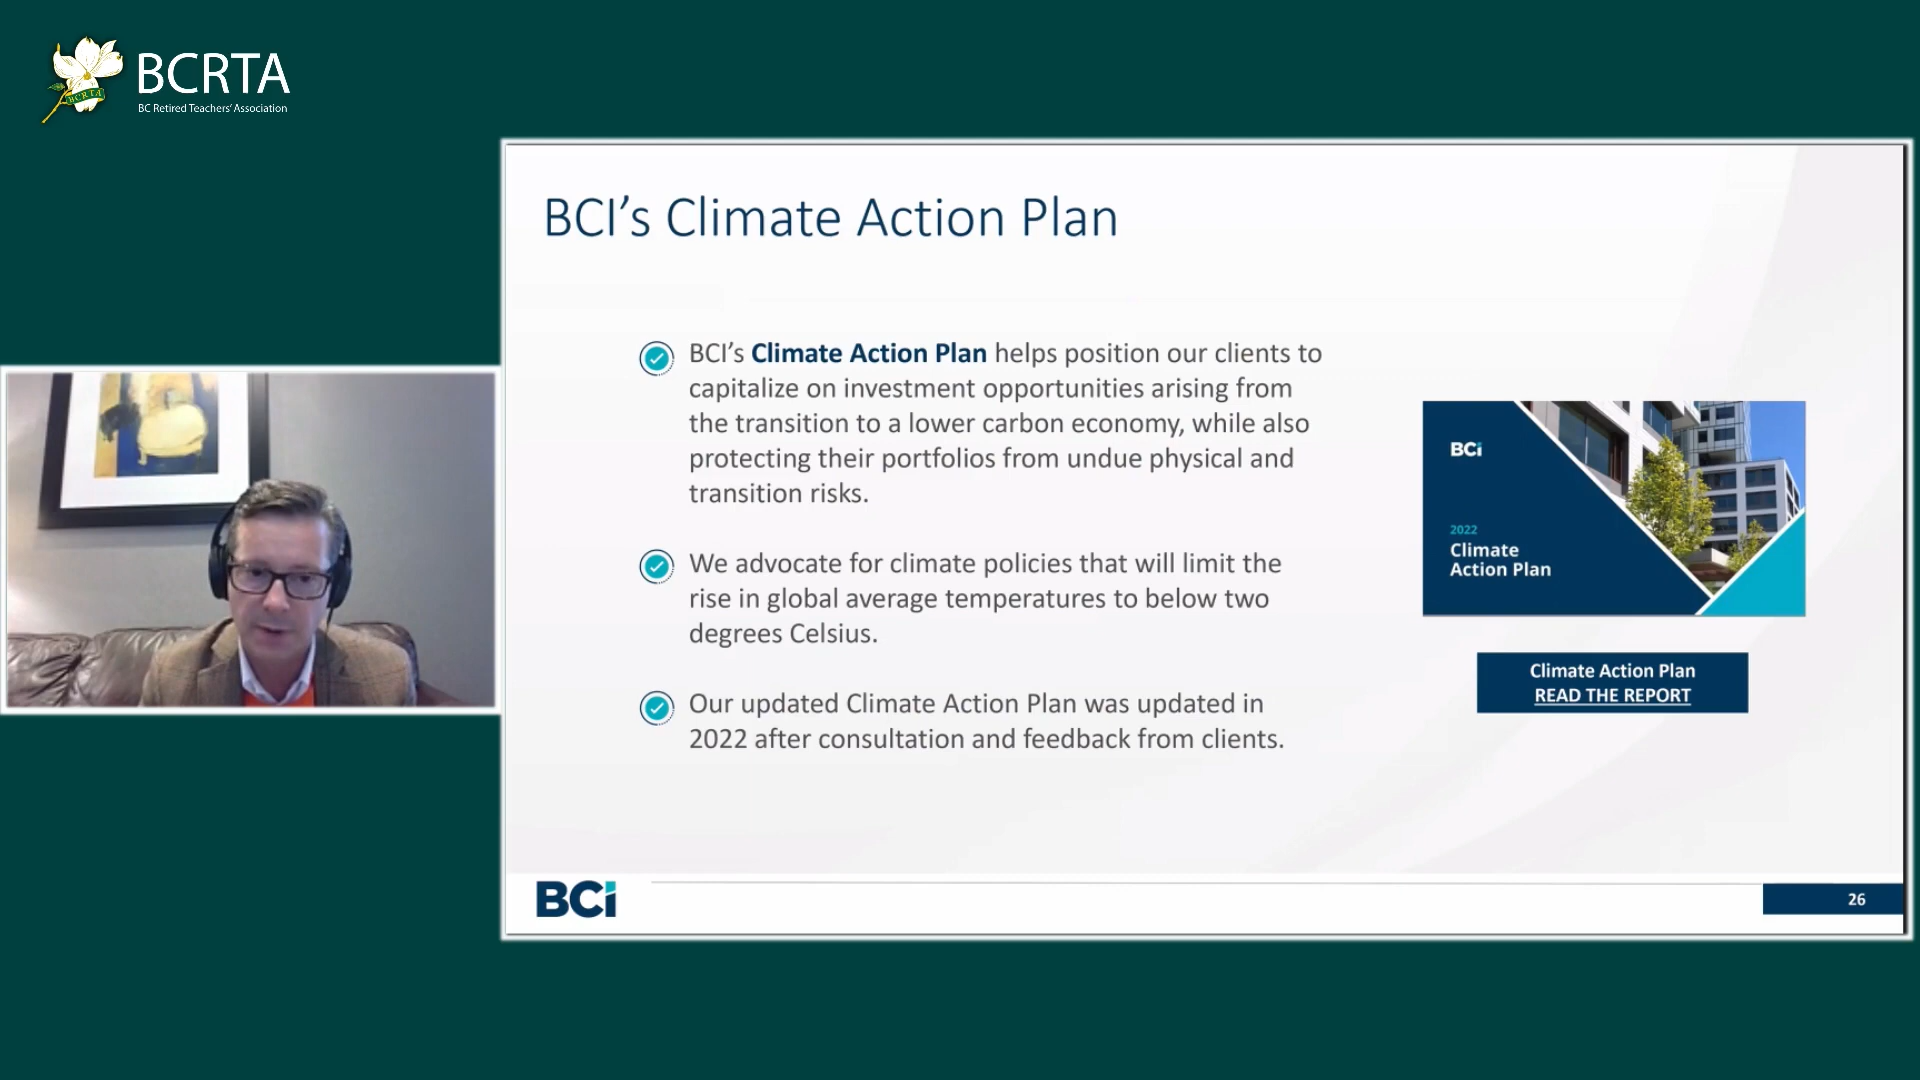 BCRTA
BC Retired Teachers' Association
BCRTA
BCI's Climate Action Plan
BCI's Climate Action Plan helps position our clients to
capitalize on investment opportunities arising from
the transition to a lower carbon economy, while also
protecting their portfolios from undue physical and
transition risks.
We advocate for climate policies that will limit the
rise in global average temperatures to below two
degrees Celsius.
Our updated Climate Action Plan was updated in
2022 after consultation and feedback from clients.
BCi
2022
Climate
Action Plan
Climate Action Plan
READ THE REPORT
BCi
26